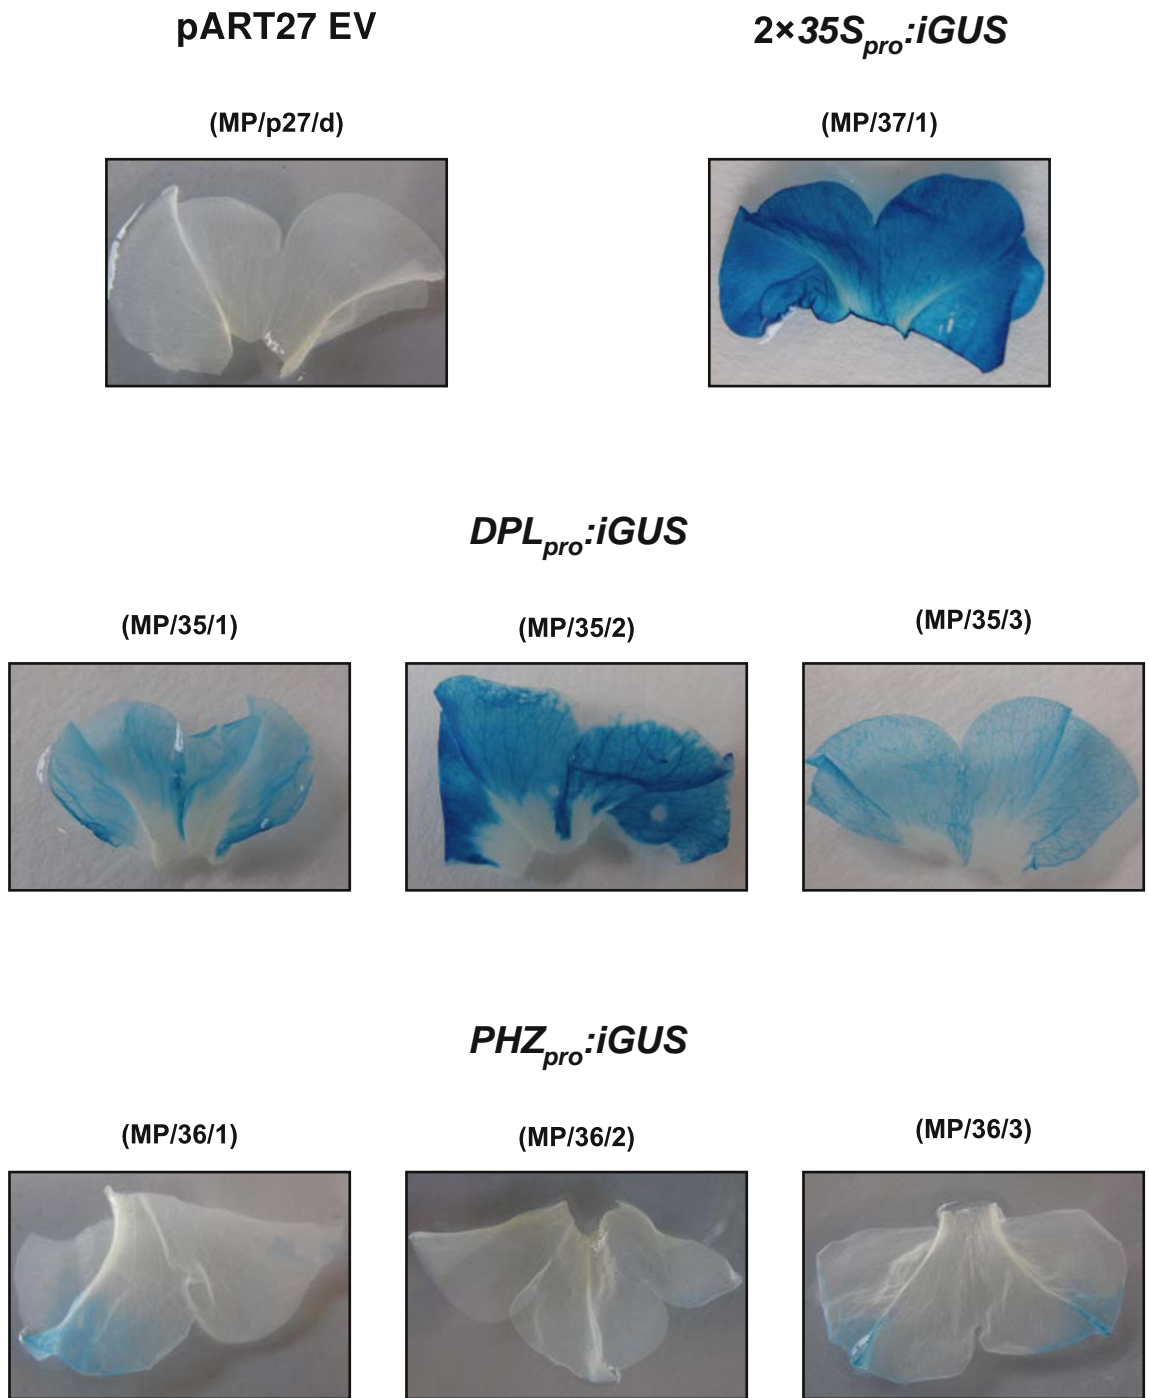 pART27 EV
2×35Spro:iGUS
(MP/p27/d)
(MP/37/1)
DPLpro:iGUS
(MP/35/1)
(MP/35/2)
(MP/35/3)
PHZpro:iGUS
(MP/36/1)
(MP/36/2)
(MP/36/3)